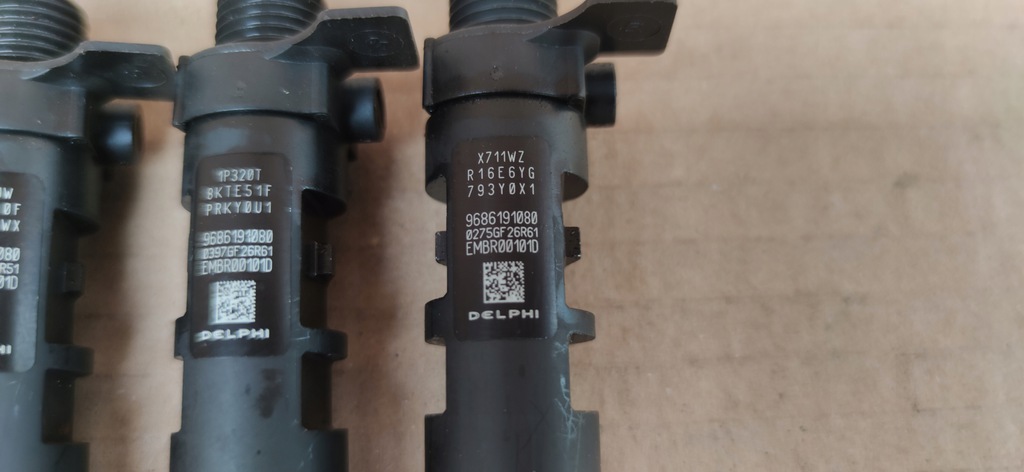 1P320T
8KTE51F
PRKY0U1
9686191080
0397GF26R61
EMBR00101D
DELPHI
X711WZ
R16E6YG
793Y0X1
9686191080
0275GF26R61
EMBR00101D
DELPHI